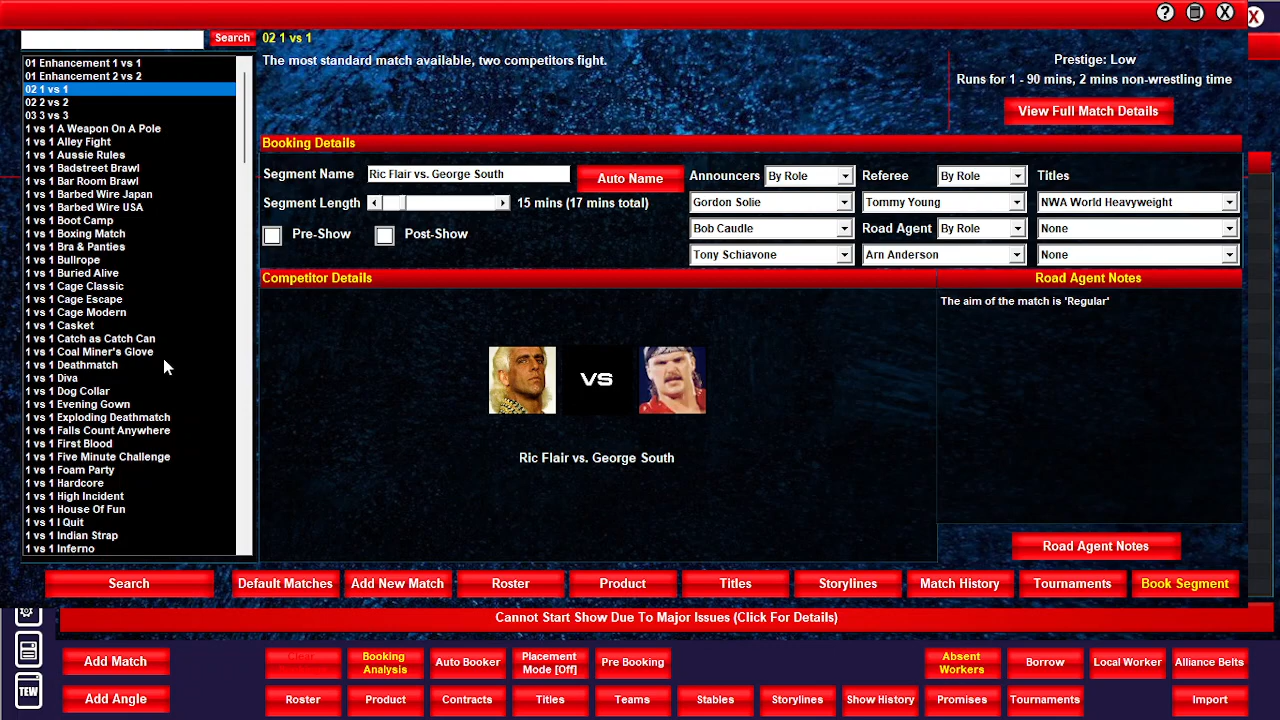 ? X X
Search
02 1 vs 1
01 Enhancement 1 vs 1
01 Enhancement 2 vs 2
02 1 vs 1
02 2 vs 2
03 3 vs 3
1 vs 1 A Weapon On A Pole
1 vs 1 Alley Fight
1 vs 1 Aussie Rules
1 vs 1 Badstreet Brawl
1 vs 1 Bar Room Brawl
1 vs 1 Barbed Wire Japan
1 vs 1 Barbed Wire USA
1 vs 1 Boot Camp
1 vs 1 Boxing Match
1 vs 1 Bra & Panties
1 vs 1 Bullrope
1 vs 1 Buried Alive
1 vs 1 Cage Classic
1 vs 1 Cage Escape
1 vs 1 Cage Modern
1 vs 1 Casket
1 vs 1 Catch as Catch Can
1 vs 1 Coal Miner's Glove
1 vs 1 Deathmatch
1 vs 1 Diva
1 vs 1 Dog Collar
1 vs 1 Evening Gown
1 vs 1 Exploding Deathmatch
1 vs 1 Falls Count Anywhere
1 vs 1 First Blood
1 vs 1 Five Minute Challenge
1 vs 1 Foam Party
1 vs 1 Hardcore
1 vs 1 High Incident
1 vs 1 House Of Fun
1 vs 1 I Quit
1 vs 1 Indian Strap
1 vs 1 Inferno
The most standard match available, two competitors fight.
Prestige: Low
Runs for 1 - 90 mins, 2 mins non-wrestling time
View Full Match Details
Booking Details
Segment Name Ric Flair vs. George South Auto Name
Segment Length 15 mins (17 mins total)
Pre-Show Post-Show
Announcers By Role
Gordon Solie
Bob Caudle
Tony Schiavone
Referee By Role
Tommy Young
Road Agent By Role
Arn Anderson
Titles
NWA World Heavyweight
None
None
Competitor Details
VS
Ric Flair vs. George South
Road Agent Notes
The aim of the match is 'Regular'
Road Agent Notes
Search Default Matches Add New Match Roster Product Titles Storylines Match History Tournaments Book Segment
Cannot Start Show Due To Major Issues (Click For Details)
TEW
Add Match
Add Angle
Clear
Booking Analysis
Auto Booker
Placement Mode [Off]
Pre Booking
Absent Workers
Borrow
Local Worker
Alliance Belts
Roster Product Contracts Titles Teams Stables Storylines Show History Promises Tournaments Import